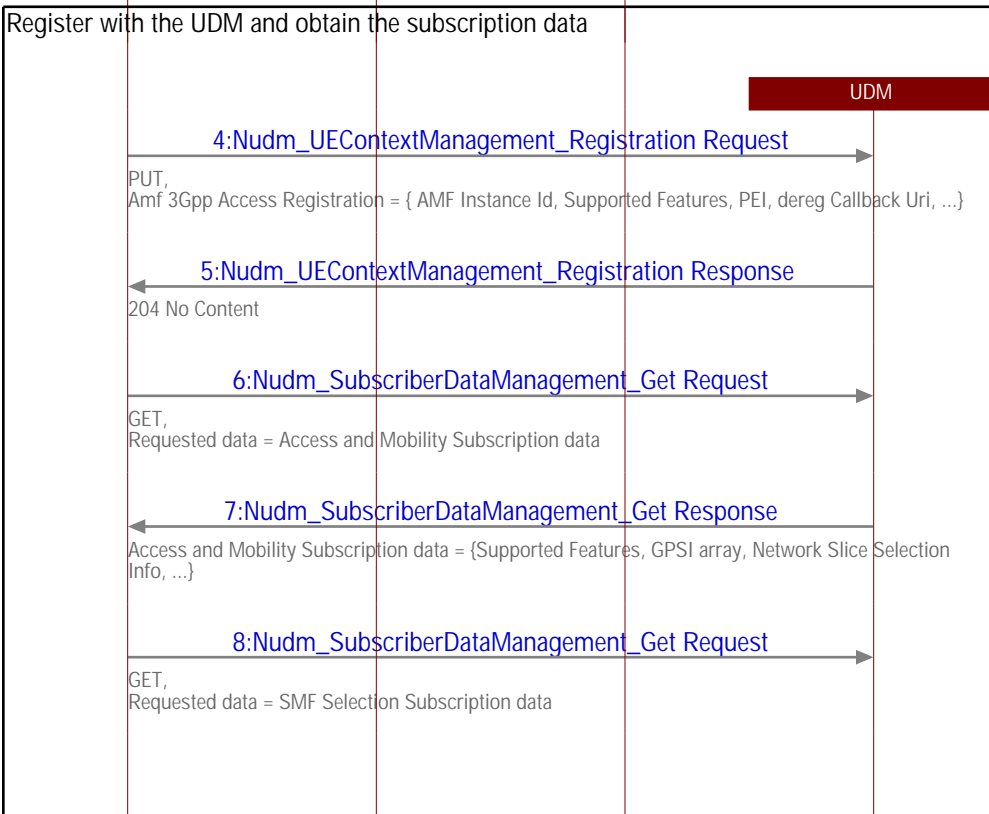 Register with the UDM and obtain the subscription data
UDM
4:Nudm_UEContextManagement_Registration Request
PUT,
Amf 3Gpp Access Registration = { AMF Instance Id, Supported Features, PEI, dereg Callback Uri, ...}
5:Nudm_UEContextManagement_Registration Response
204 No Content
6:Nudm_SubscriberDataManagement_Get Request
GET,
Requested data = Access and Mobility Subscription data
7:Nudm_SubscriberDataManagement_Get Response
Access and Mobility Subscription data = {Supported Features, GPSI array, Network Slice Selection
Info, ...}
8:Nudm_SubscriberDataManagement_Get Request
GET,
Requested data = SMF Selection Subscription data